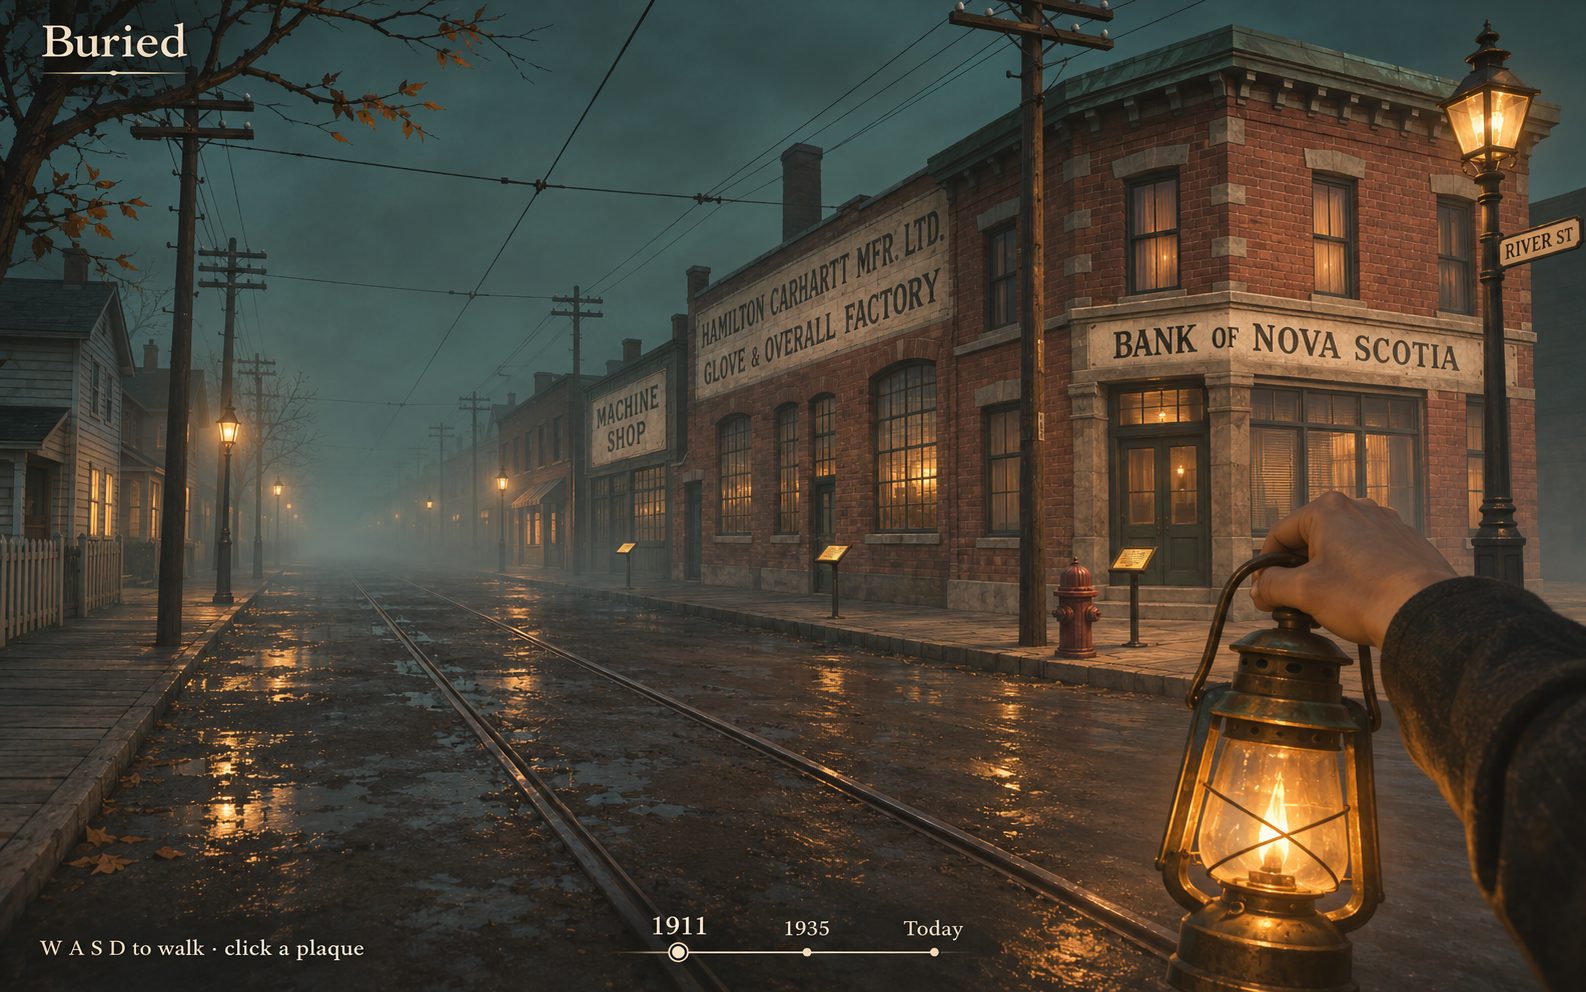 Buried
HAMILTON CARHARTT MFR. LTD.
GLOVE & OVERALL FACTORY
MACHINE
SHOP
BANK OF NOVA SCOTIA
RIVER ST
W A S D to walk · click a plaque
1911
1935
Today